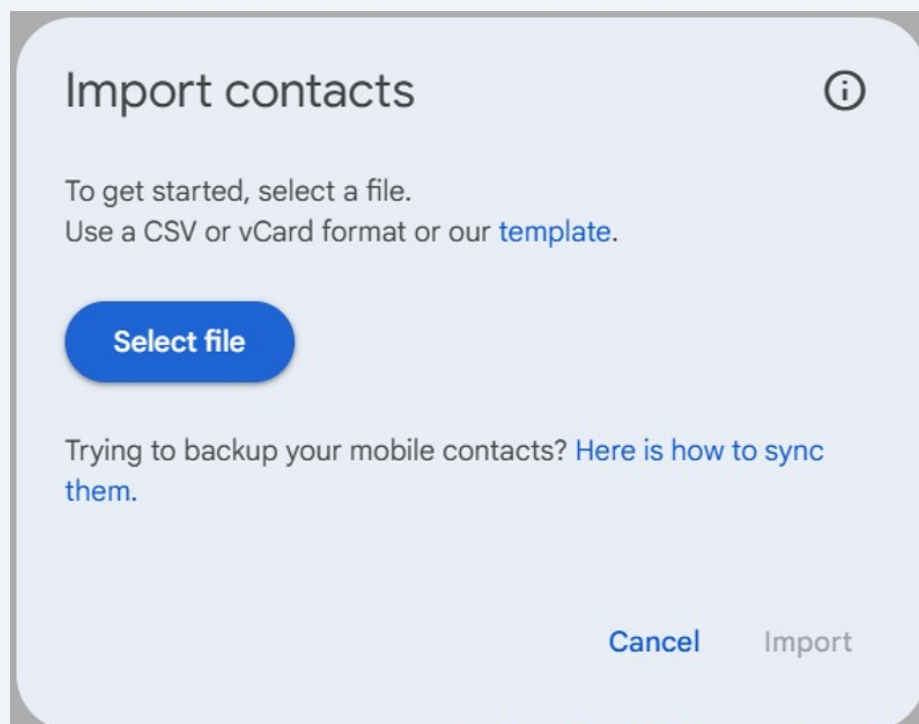 Import contacts
To get started, select a file.
Use a CSV or vCard format or our template.
Select file
Trying to backup your mobile contacts? Here is how to sync
them.
Cancel
Import